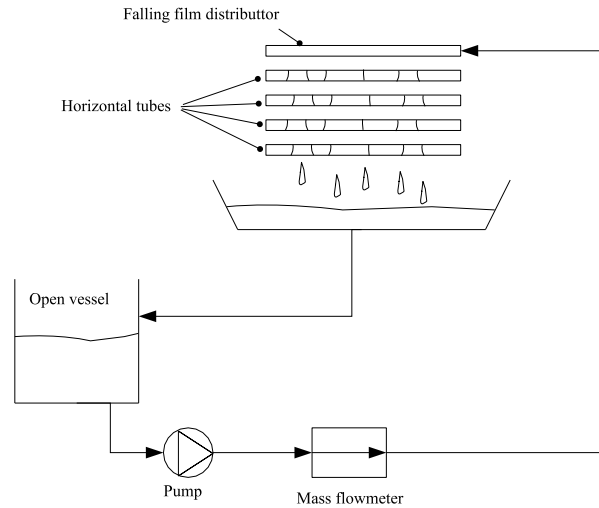 Falling film distributtor
Horizontal tubes
Open vessel
Pump
Mass flowmeter